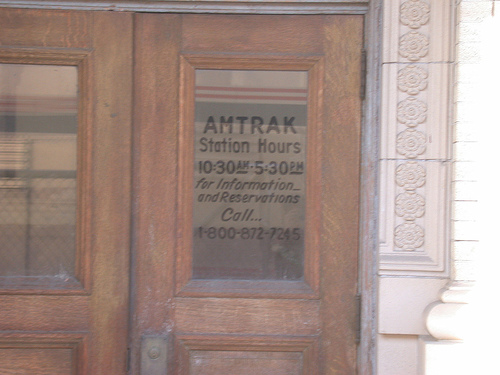 AMTRAK
Station Hours
10:30AM-5:30PM
for Information...
and Reservations
Call...
1-800-872-7245